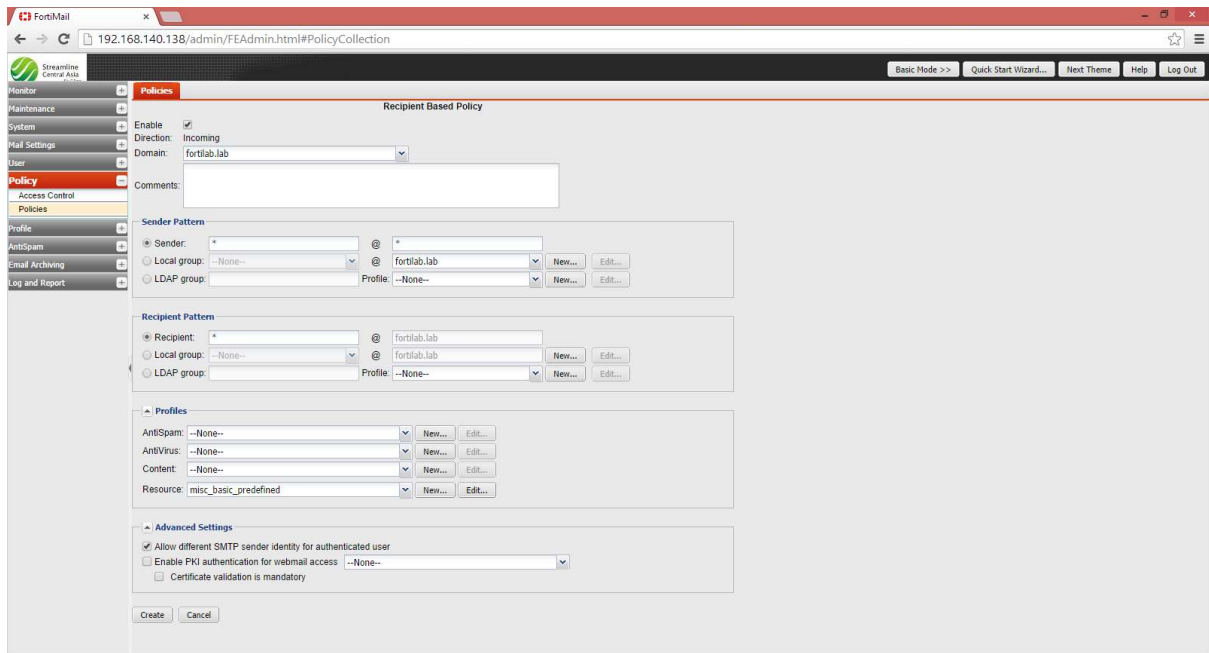 FortiMail
192.168.140.138/admin/FEAdmin.html#PolicyCollection
Streamline
Central Asia
Basic Mode >> Quick Start Wizard... Next Theme Help Log Out
Monitor
Maintenance
System
Mail Settings
User
Policy
Access Control
Policies
Profile
AntiSpam
Email Archiving
Log and Report
Policies
Recipient Based Policy
Enable
Direction: Incoming
Domain: fortilab.lab
Comments:
Sender Pattern
Sender: * @ *
Local group: --None-- @ fortilab.lab New... Edit...
LDAP group: Profile: --None-- New... Edit...
Recipient Pattern
Recipient: * @ fortilab.lab
Local group: --None-- @ fortilab.lab New... Edit...
LDAP group: Profile: --None-- New... Edit...
Profiles
AntiSpam: --None-- New... Edit...
AntiVirus: --None-- New... Edit...
Content: --None-- New... Edit...
Resource: misc_basic_predefined New... Edit...
Advanced Settings
Allow different SMTP sender identity for authenticated user
Enable PKI authentication for webmail access --None--
Certificate validation is mandatory
Create Cancel